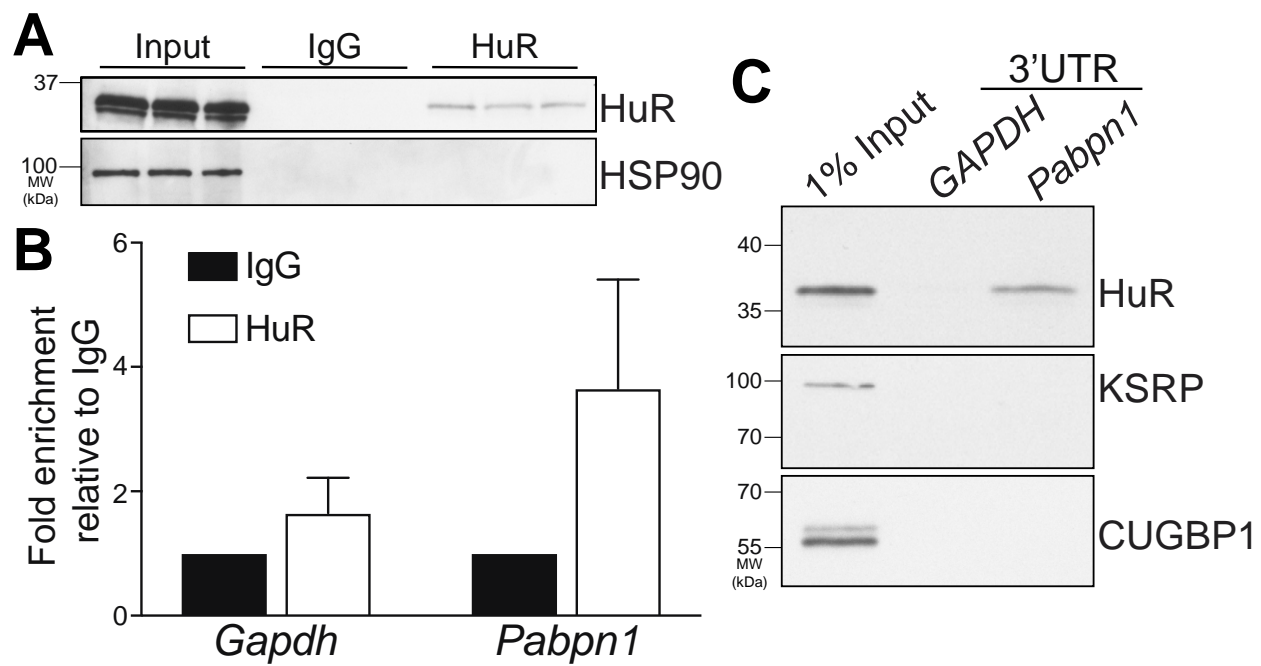 A
Input IgG HuR
37
HuR
100
MW
(kDa)
HSP90
B
Fold enrichment
relative to IgG
6
4
2
0
IgG
HuR
Gapdh Pabpn1
C
3'UTR
1% Input GAPDH Pabpn1
40
35
HuR
100
70
KSRP
70
55
MW
(kDa)
CUGBP1